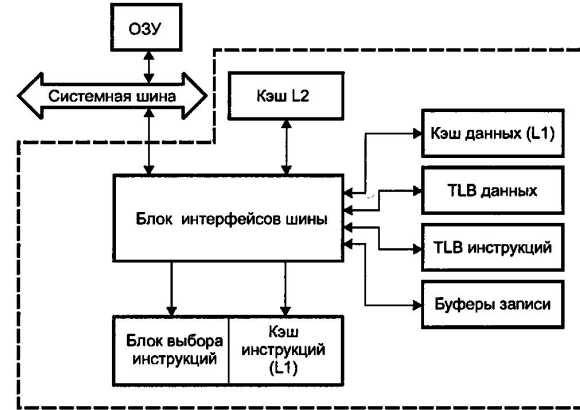 ОЗУ
Системная шина
Кэш L2
Кэш данных (L1)
TLB данных
Блок интерфейсов шины
TLB инструкций
Буферы записи
Блок выбора
инструкций
Кэш
инструкций
(L1)